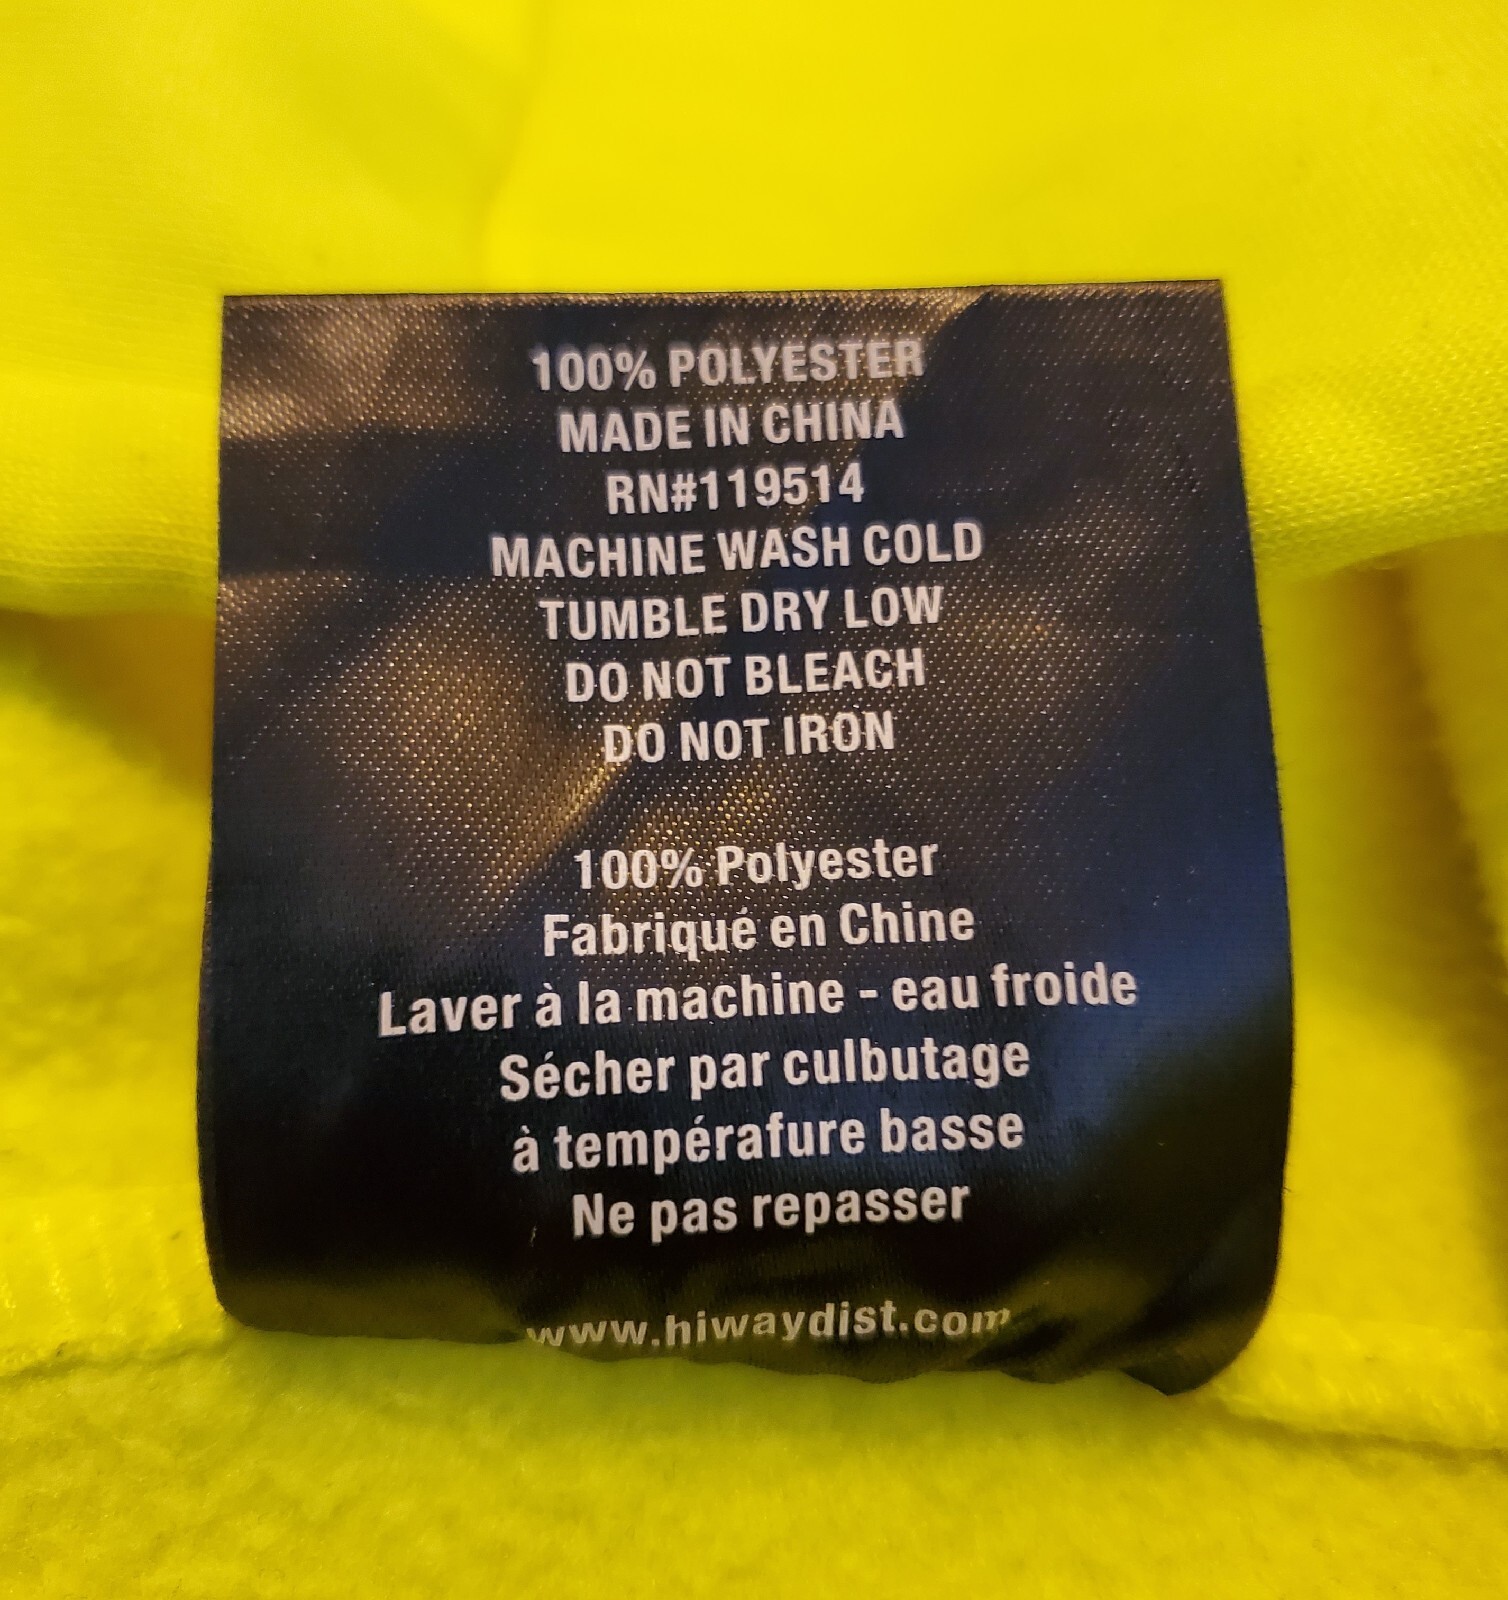 100% POLYESTER
MADE IN CHINA
RN#119514
MACHINE WASH COLD
TUMBLE DRY LOW
DO NOT BLEACH
DO NOT IRON
100% Polyester
Fabriqué en Chine
Laver à la machine - eau froide
Sécher par culbutage
à tempérafure basse
Ne pas repasser
www.hiwaydist.com